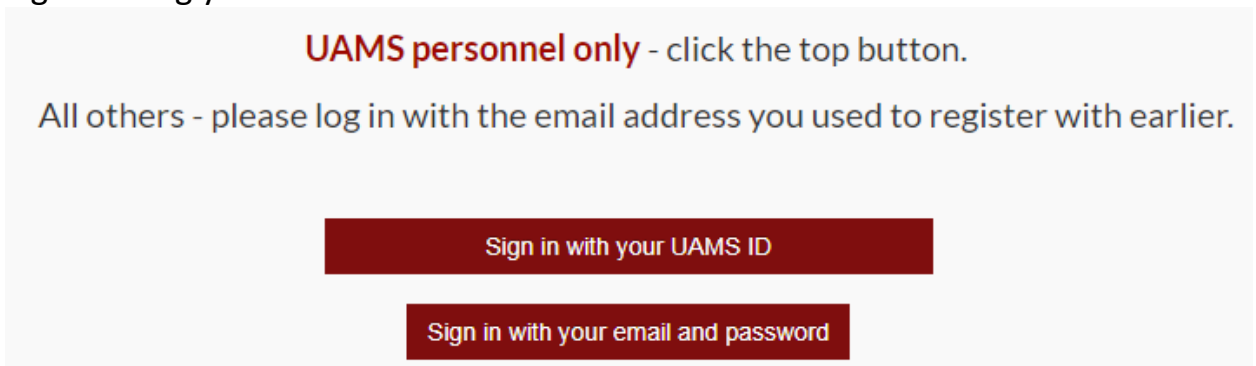 UAMS personnel only - click the top button.
All others - please log in with the email address you used to register with earlier.
Sign in with your UAMS ID
Sign in with your email and password